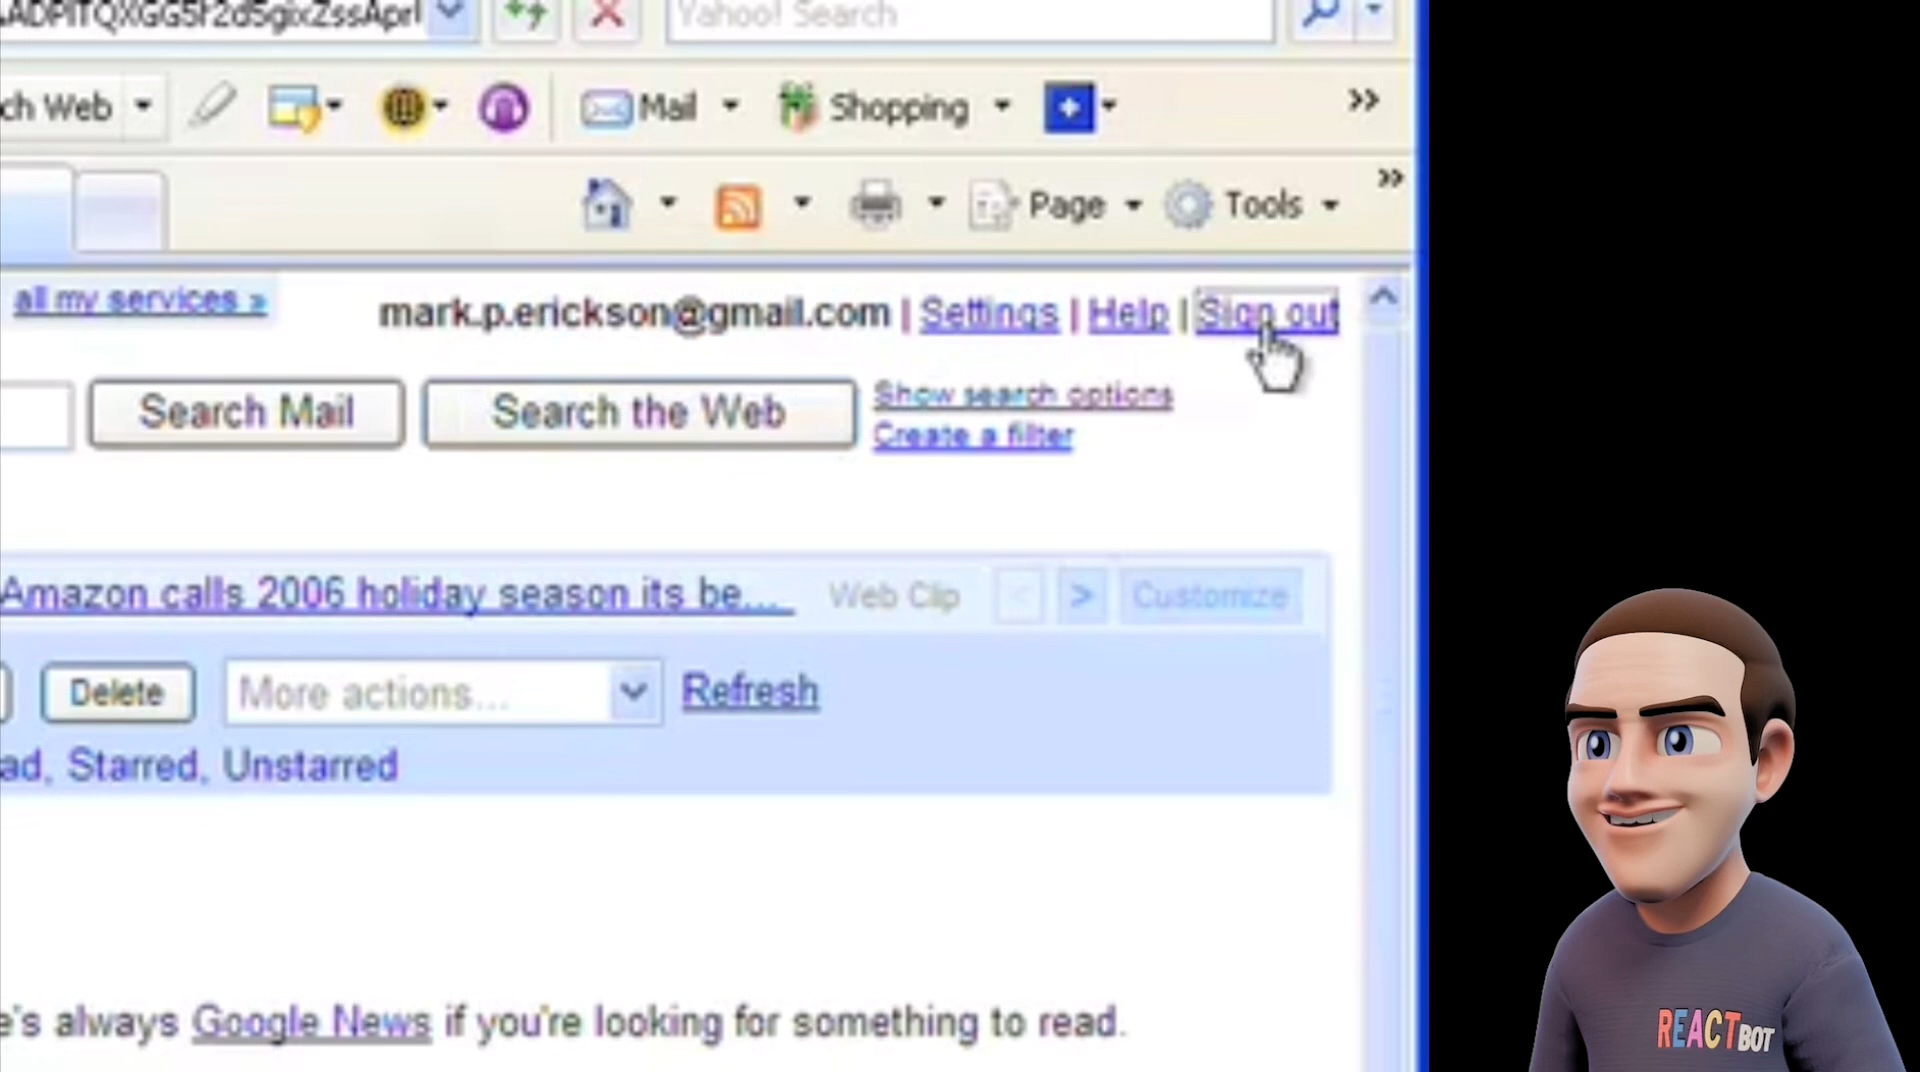 Yahoo! Search
ch Web
Mail
Shopping
Page
Tools
all my services »
mark.p.erickson@gmail.com | Settings | Help | Sign out
Search Mail
Search the Web
Show search options
Create a filter
Amazon calls 2006 holiday season its be...
Web Clip
<
>
Customize
Delete
More actions...
Refresh
ad, Starred, Unstarred
e's always Google News if you're looking for something to read.
REACTBOT